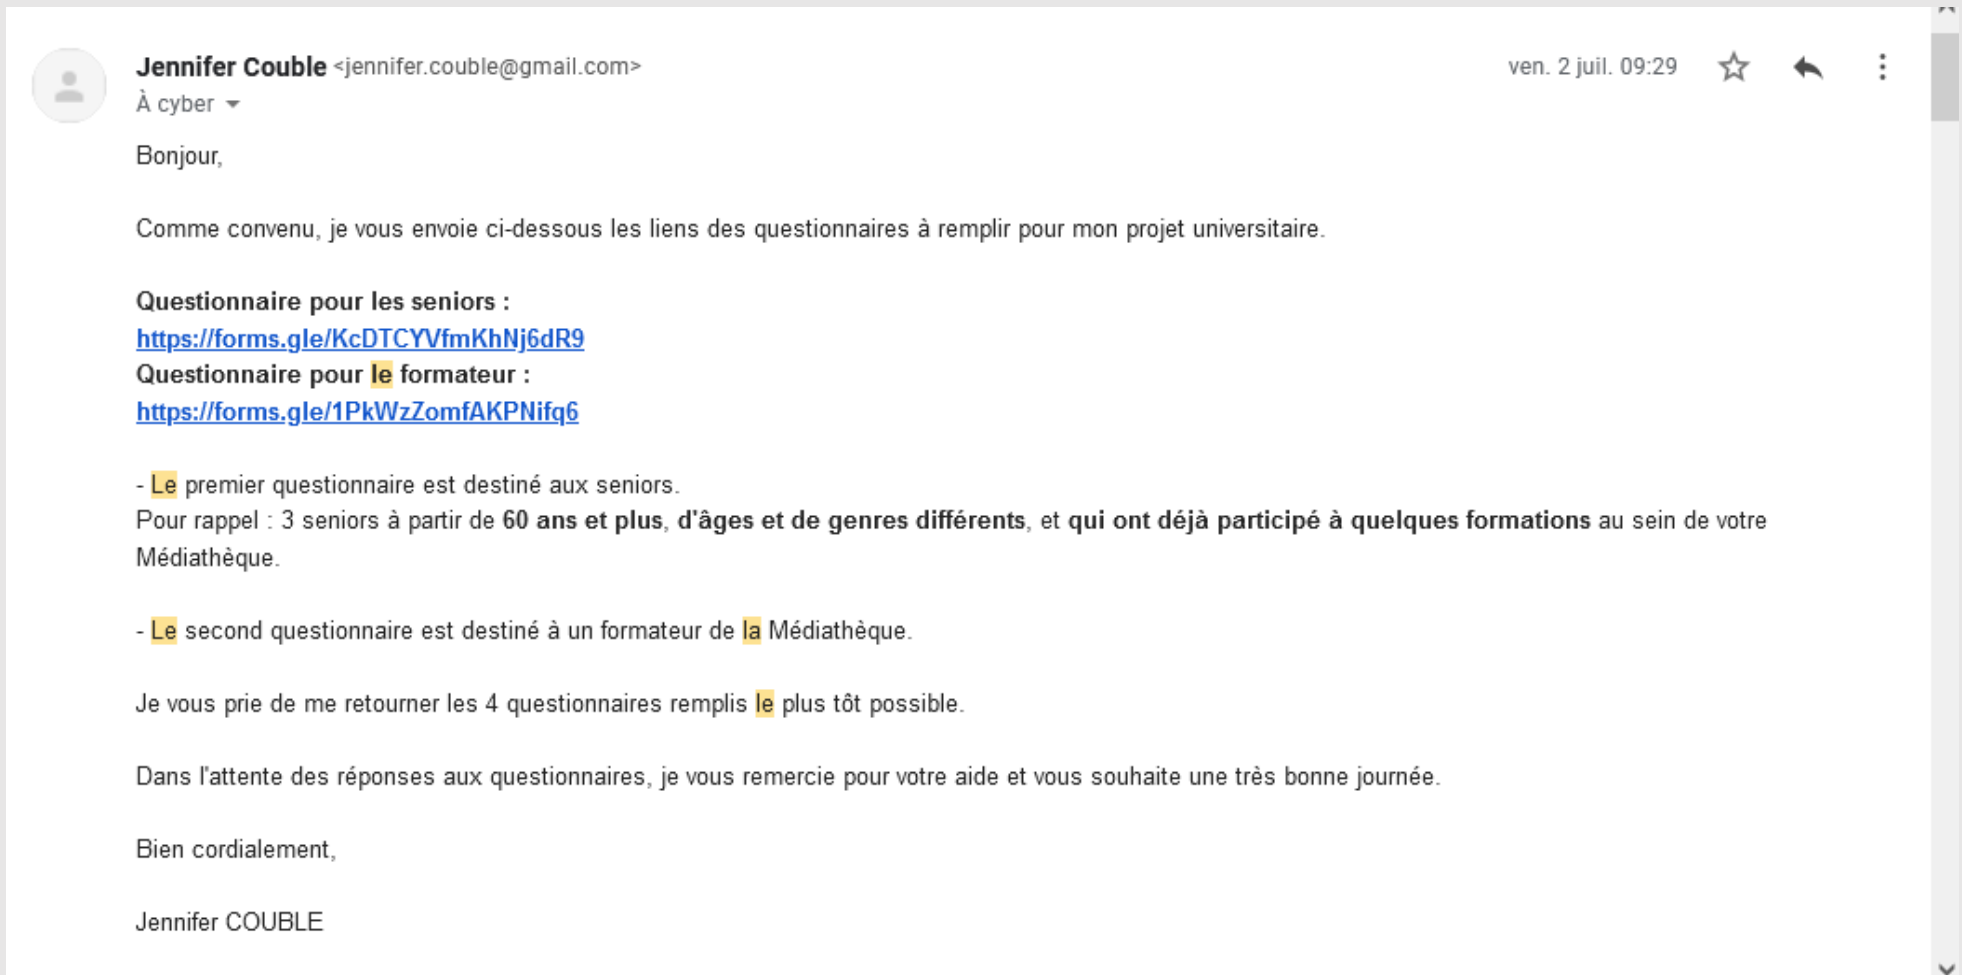 Jennifer Couble <jennifer.couble@gmail.com>
ven. 2 juil. 09:29
À cyber
Bonjour,
Comme convenu, je vous envoie ci-dessous les liens des questionnaires à remplir pour mon projet universitaire.
Questionnaire pour les seniors :
https://forms.gle/KcDTCYVfmKhNj6dR9
Questionnaire pour le formateur :
https://forms.gle/1PkWzZomfAKPNifq6
- Le premier questionnaire est destiné aux seniors.
Pour rappel : 3 seniors à partir de 60 ans et plus, d'âges et de genres différents, et qui ont déjà participé à quelques formations au sein de votre
Médiathèque.
- Le second questionnaire est destiné à un formateur de la Médiathèque.
Je vous prie de me retourner les 4 questionnaires remplis le plus tôt possible.
Dans l'attente des réponses aux questionnaires, je vous remercie pour votre aide et vous souhaite une très bonne journée.
Bien cordialement,
Jennifer COUBLE